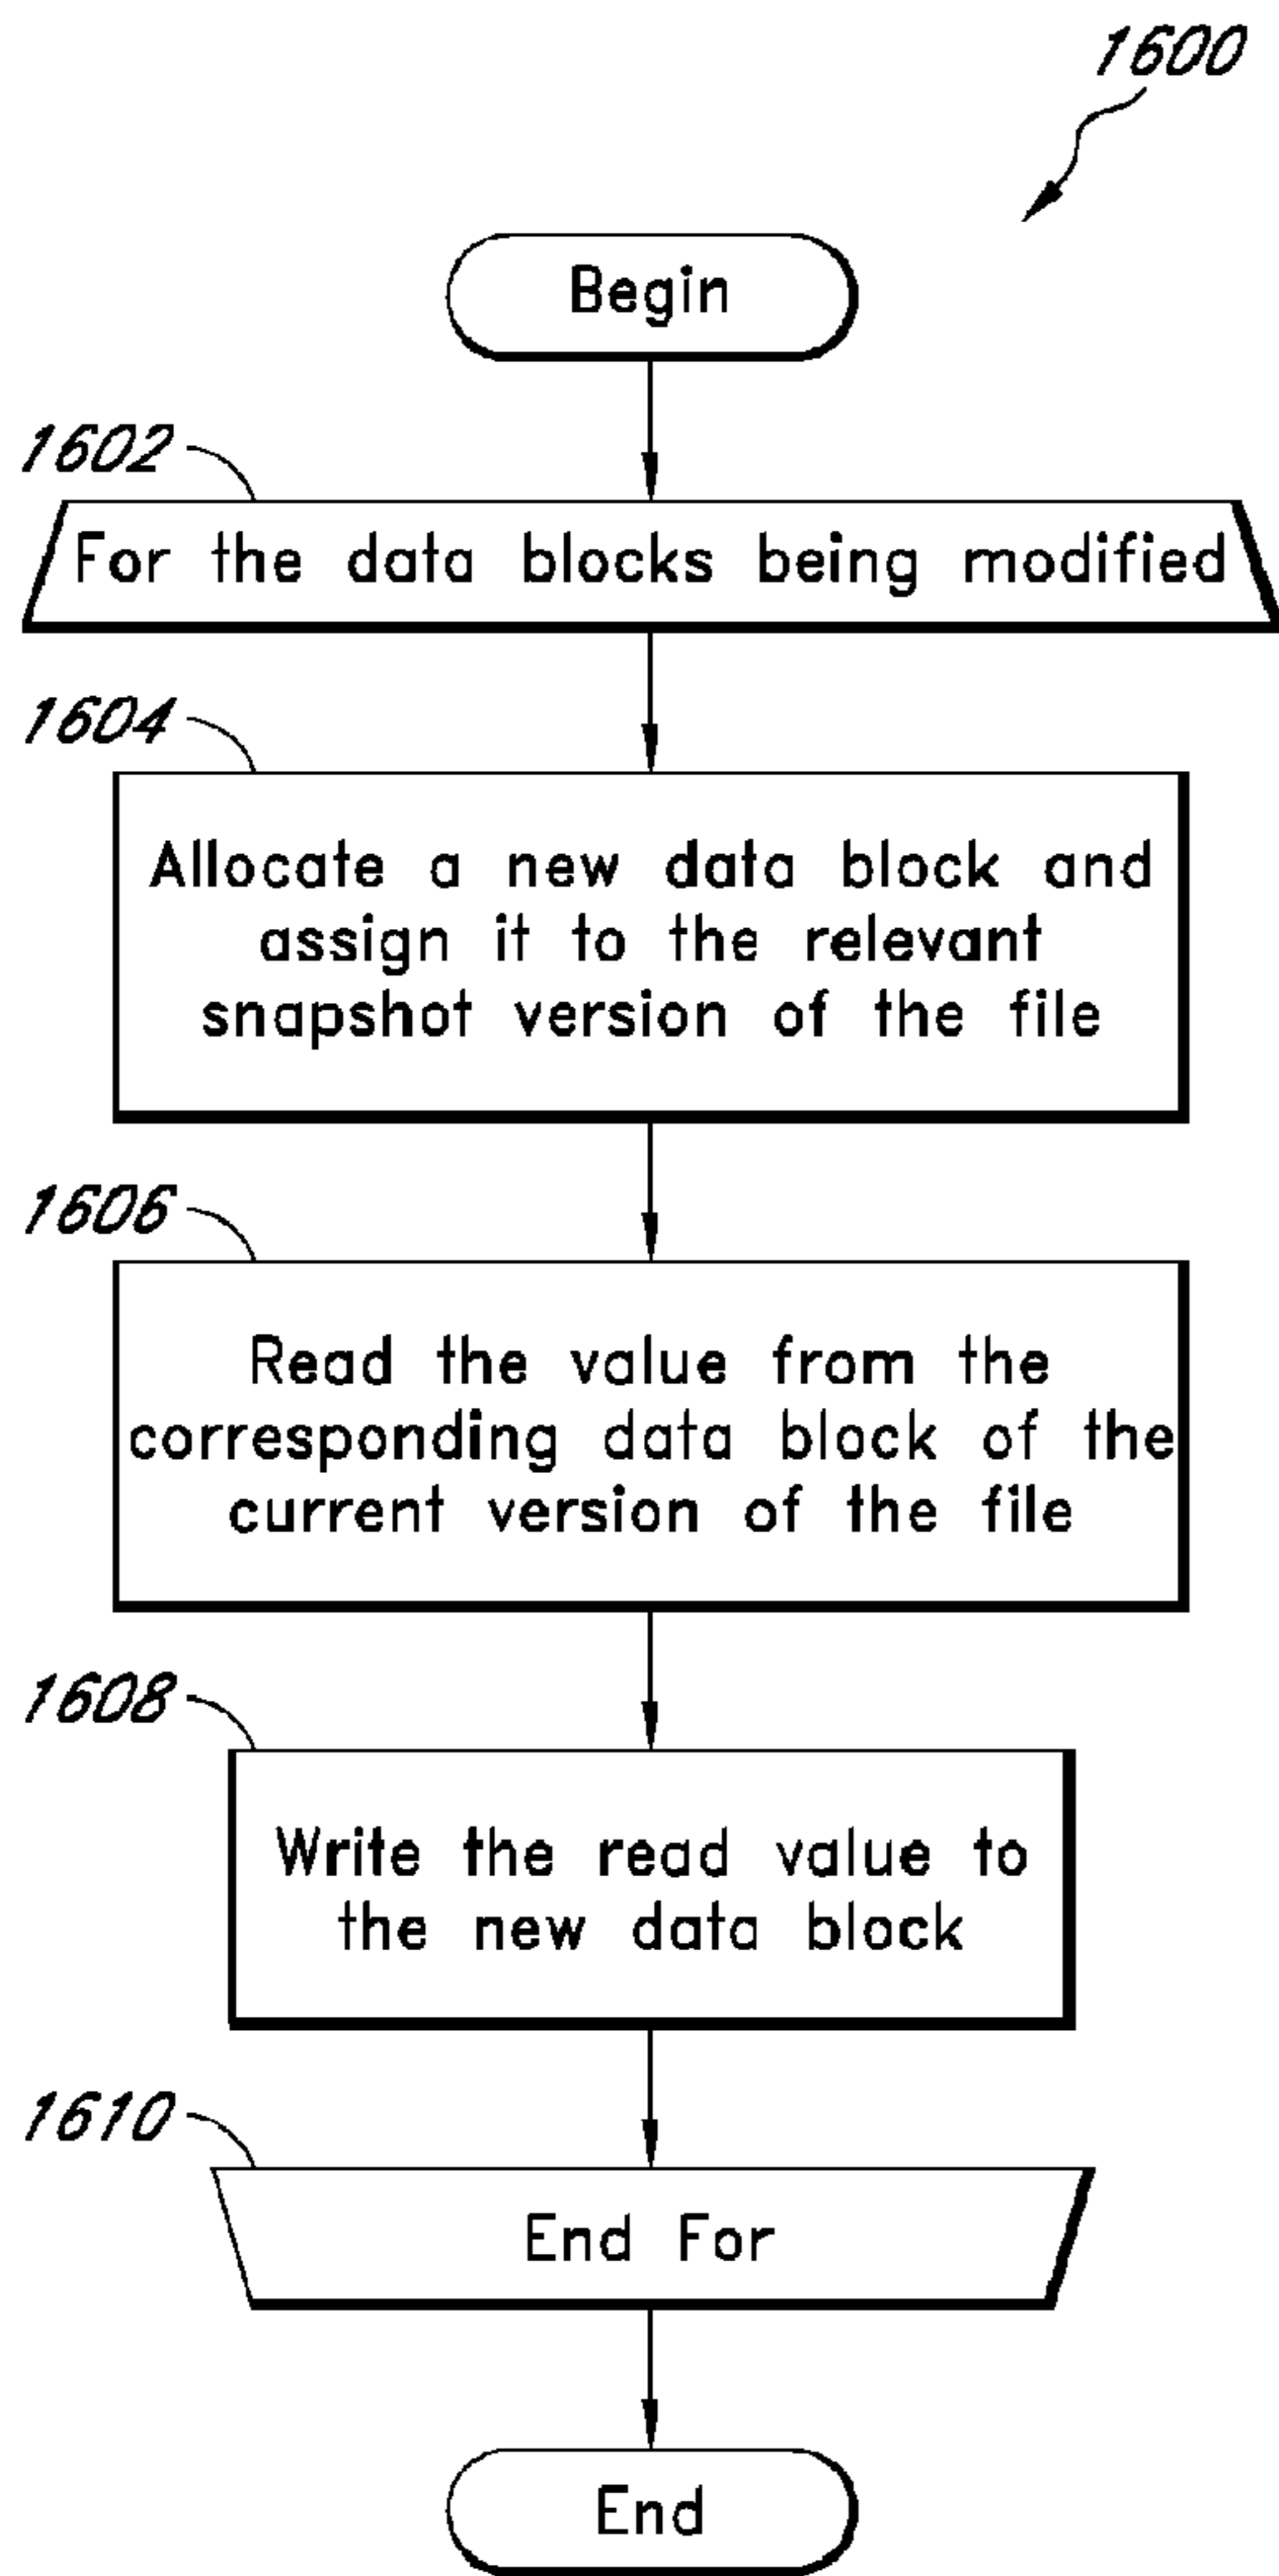 1600
Begin
1602
For the data blocks being modified
1604
Allocate a new data block and
assign it to the relevant
snapshot version of the file
1606
Read the value from the
corresponding data block of the
current version of the file
1608
Write the read value to
the new data block
1610
End For
End